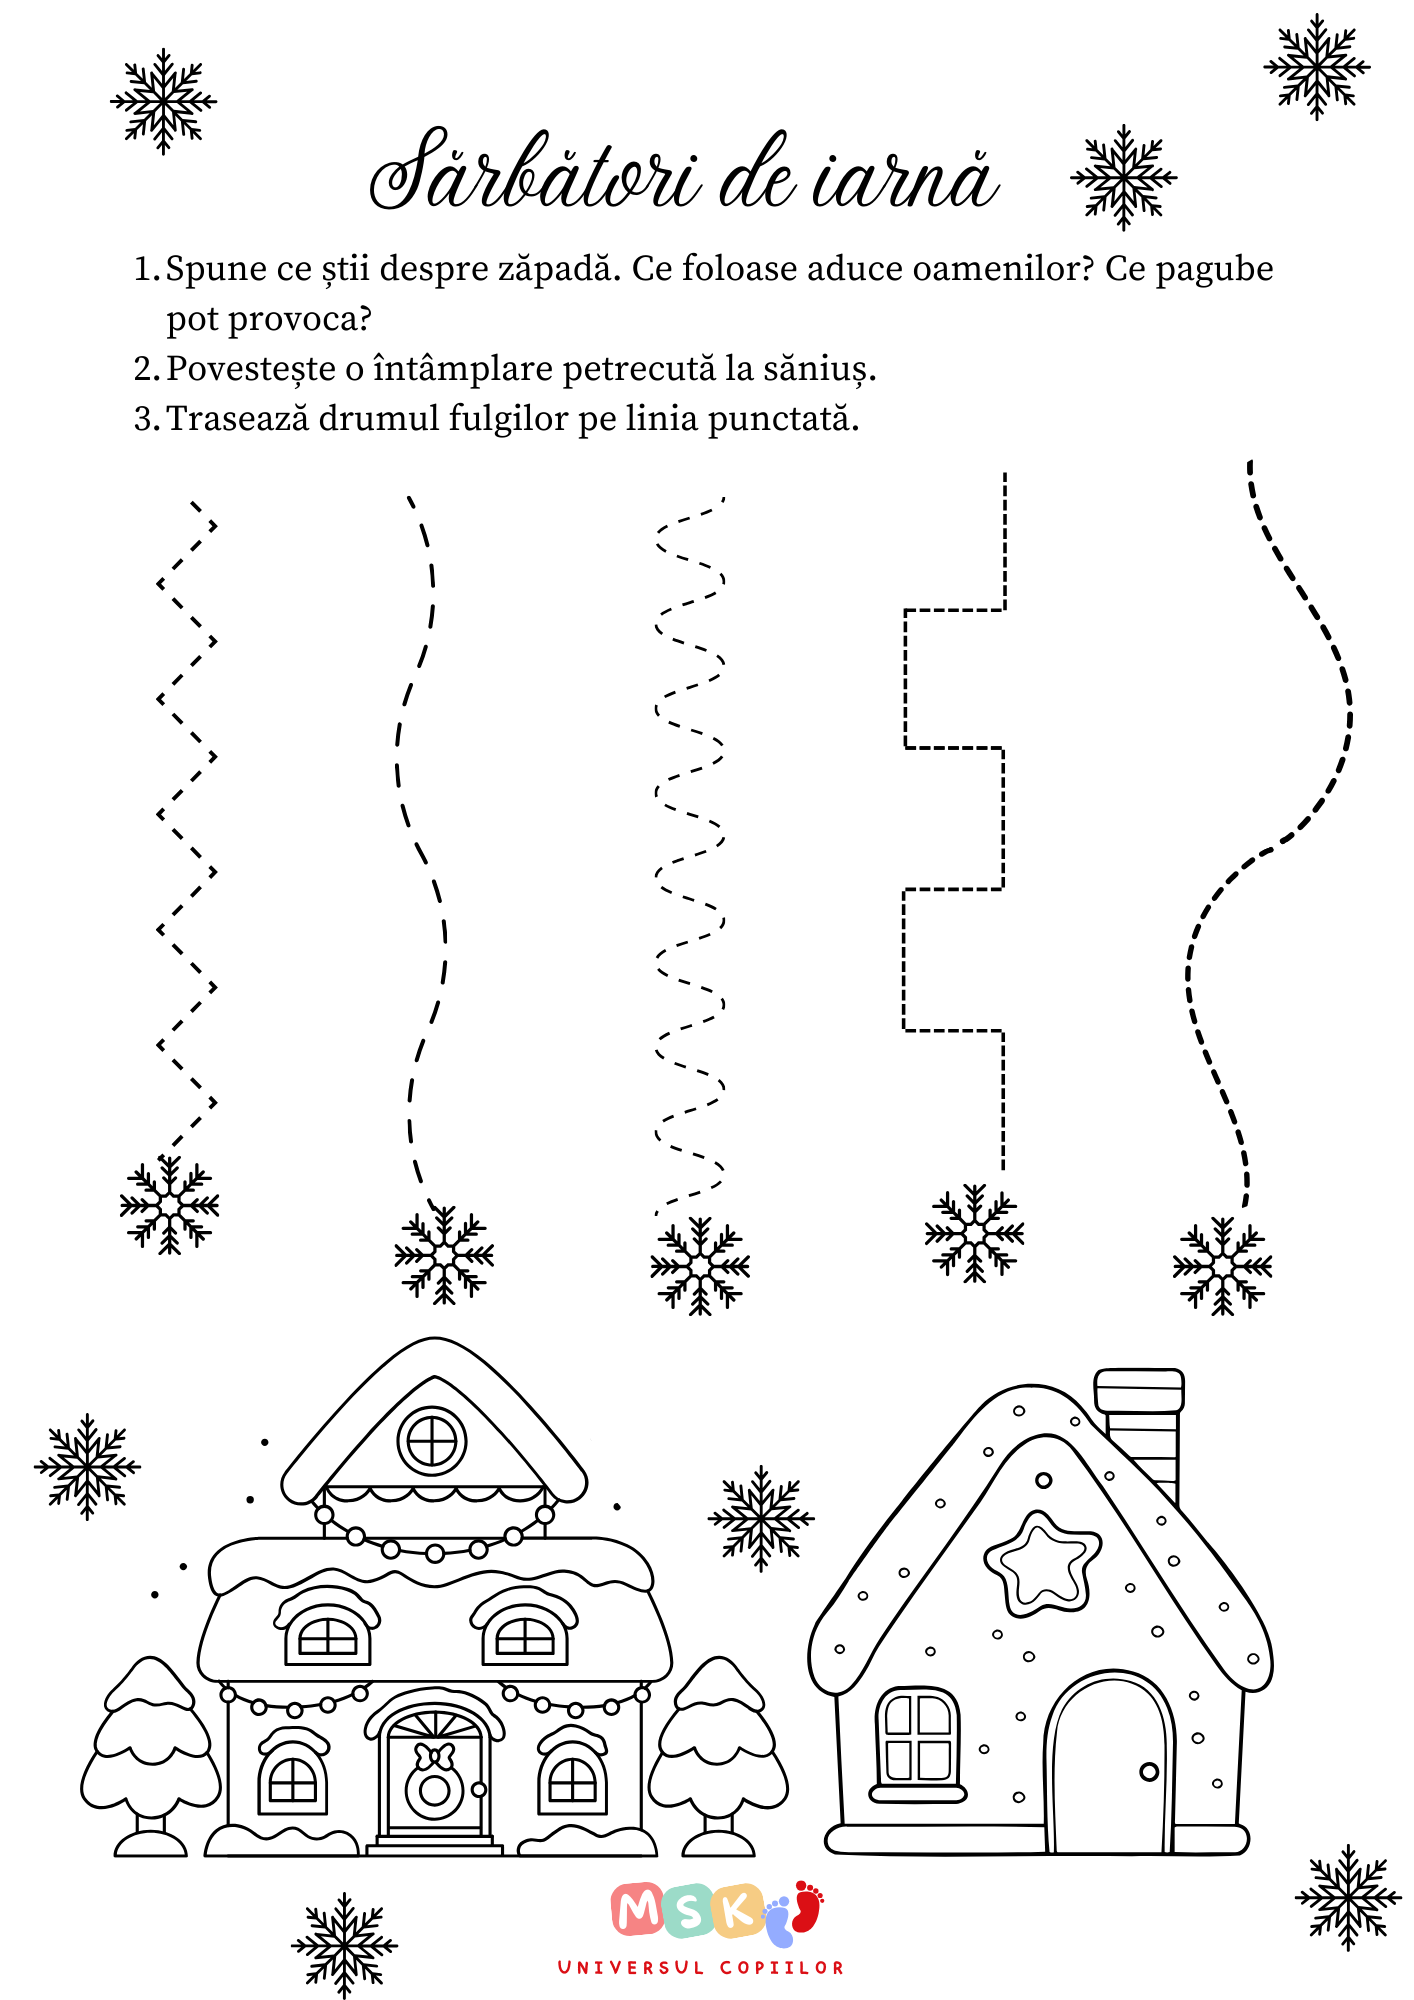 Sărbători de iarnă
1. Spune ce știi despre zăpadă. Ce foloase aduce oamenilor? Ce pagube
pot provoca?
2. Povestește o întâmplare petrecută la săniuș.
3. Trasează drumul fulgilor pe linia punctată.
MSK
UNIVERSUL COPIILOR